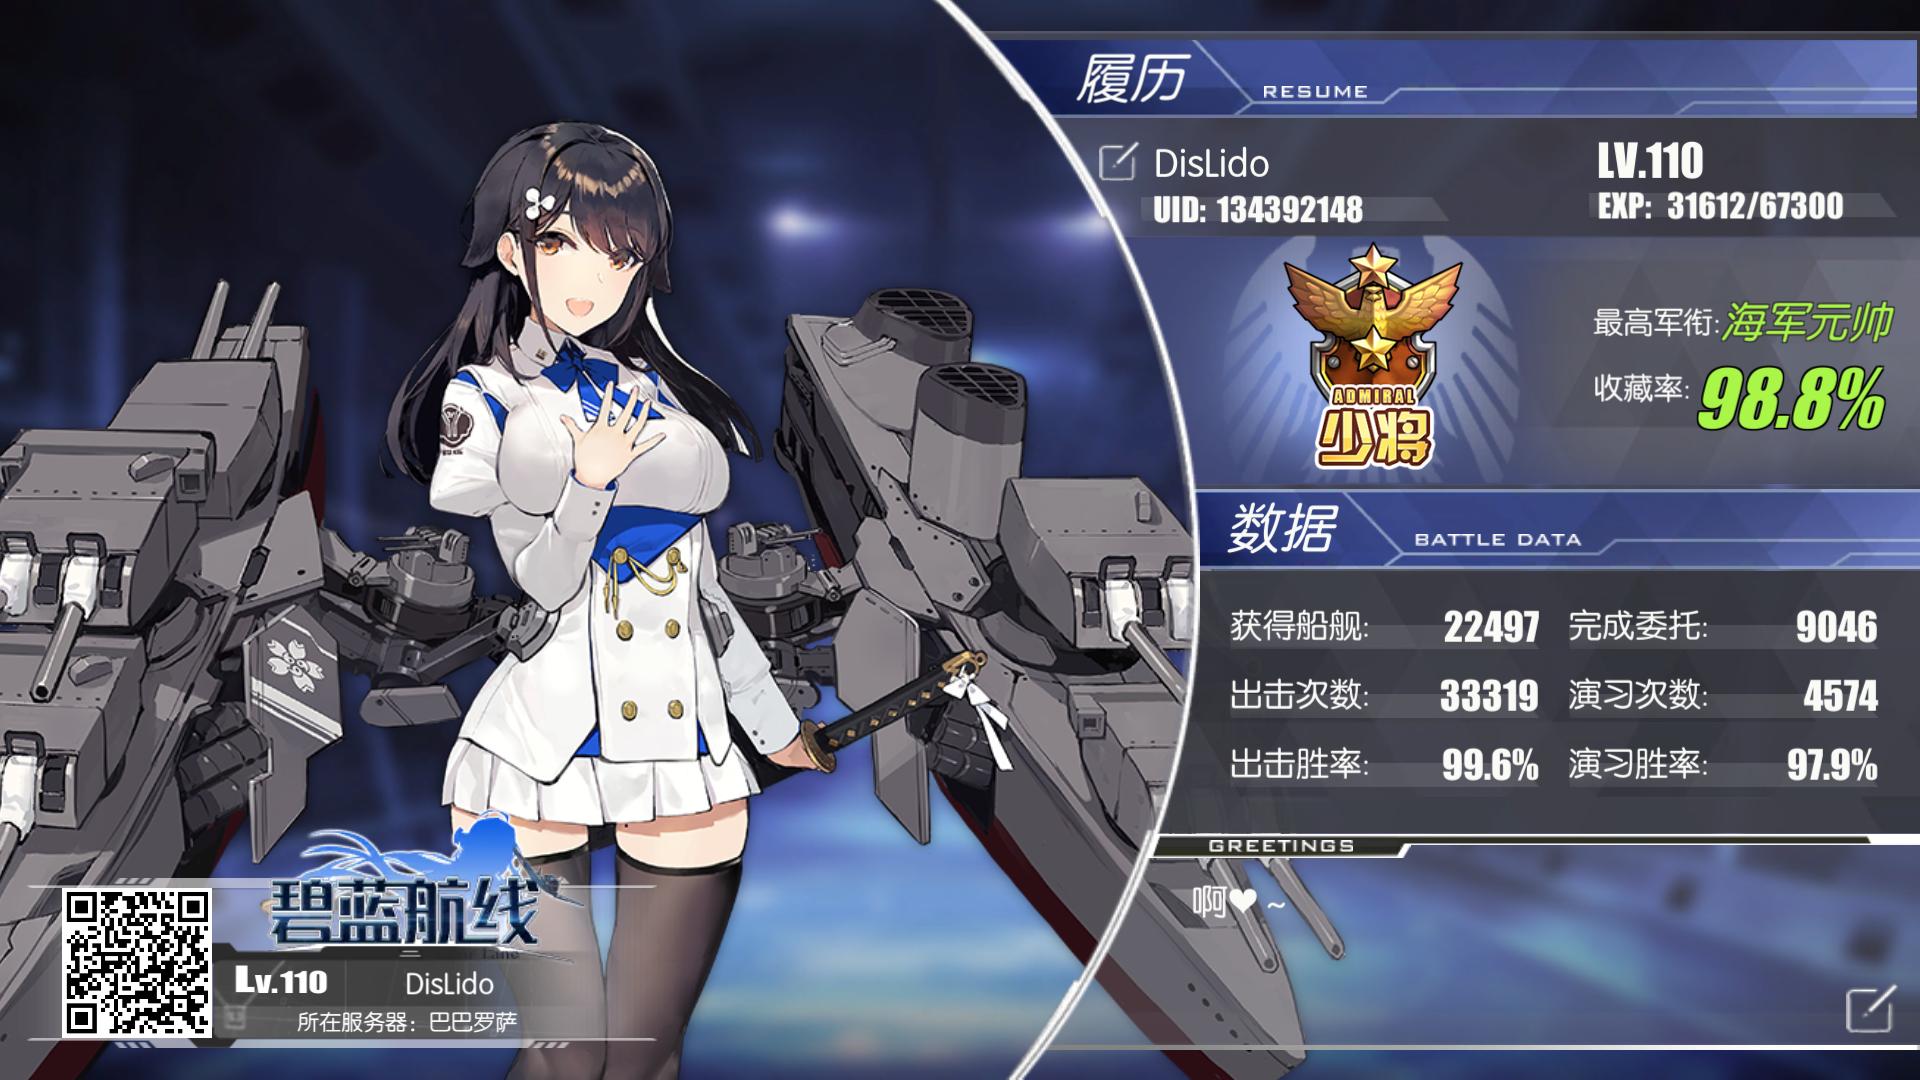 履历 RESUME
DisLido
LV.110
UID: 134392148
EXP: 31612/67300
ADMIRAL
少将
最高军衔:海军元帅
收藏率:98.8%
数据 BATTLE DATA
获得船舰: 22497 完成委托: 9046
出击次数: 33319 演习次数: 4574
出击胜率: 99.6% 演习胜率: 97.9%
GREETINGS
啊❤~
碧蓝航线
Lane
Lv.110 DisLido
所在服务器：巴巴罗萨